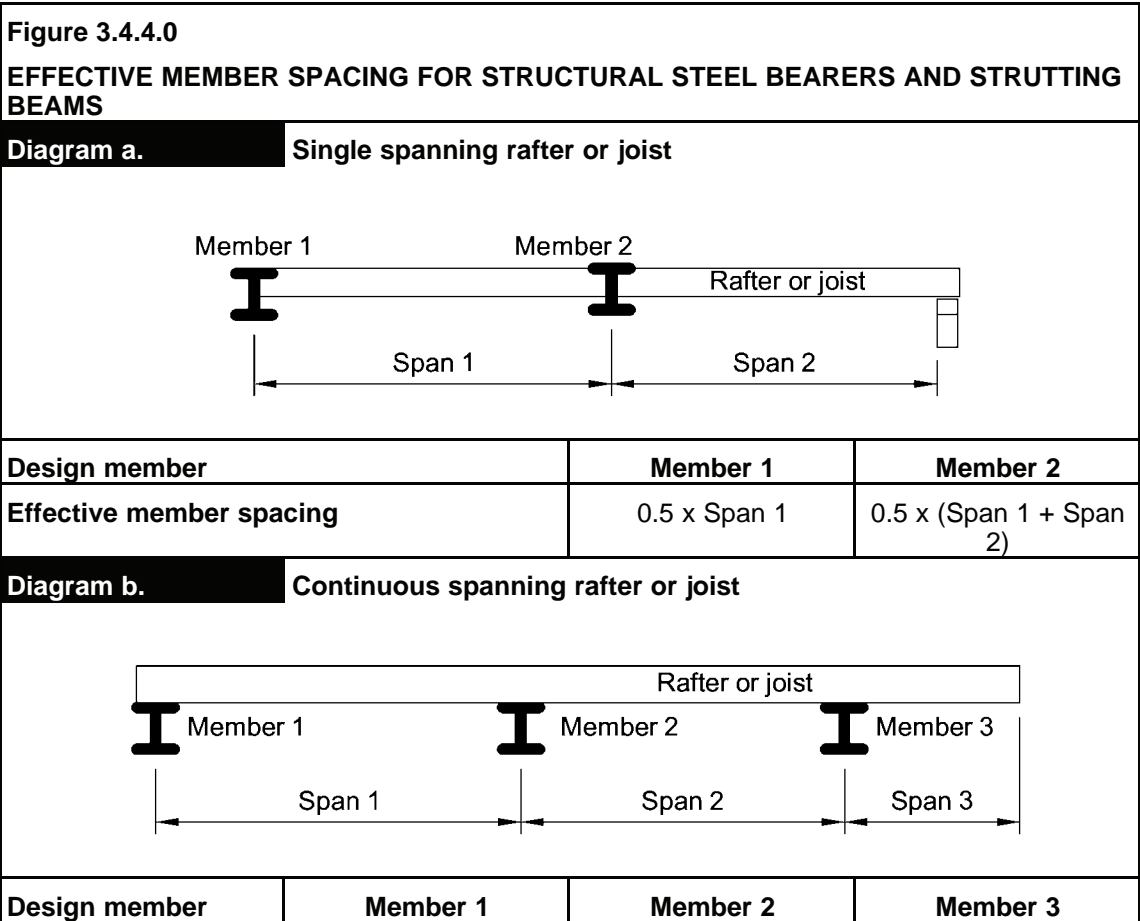 Figure 3.4.4.0
EFFECTIVE MEMBER SPACING FOR STRUCTURAL STEEL BEARERS AND STRUTTING
BEAMS
Diagram a. Single spanning rafter or joist
Member 1 Member 2
Rafter or joist
Span 1 Span 2
Design member Member 1 Member 2
Effective member spacing 0.5 x Span 1 0.5 x (Span 1 + Span
2)
Diagram b. Continuous spanning rafter or joist
Rafter or joist
Member 1 Member 2 Member 3
Span 1 Span 2 Span 3
Design member Member 1 Member 2 Member 3